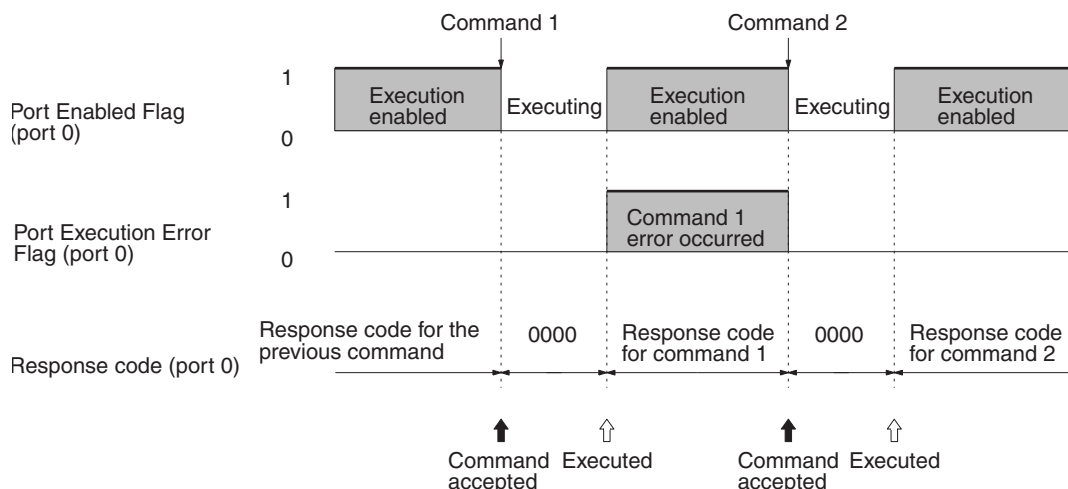 Command 1
Command 2
1
Port Enabled Flag
(port 0)
Execution
enabled
Executing
Execution
enabled
Executing
Execution
enabled
0
1
Port Execution Error
Flag (port 0)
Command 1
error occurred
0
Response code (port 0)
Response code for the
previous command
0000
Response code
for command 1
0000
Response code
for command 2
Command
accepted
Executed
Command
accepted
Executed